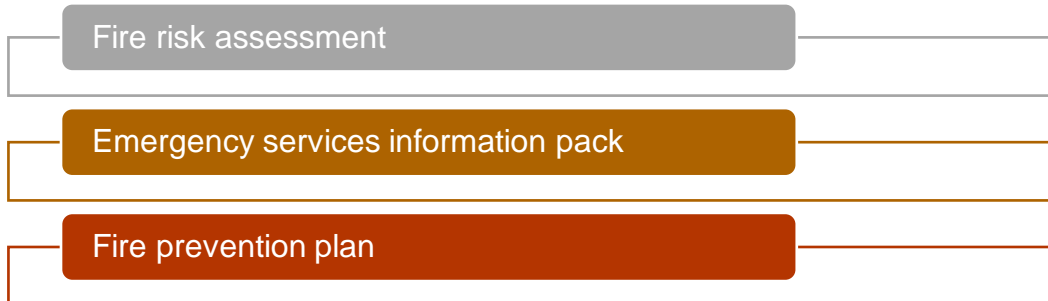 Fire risk assessment
Emergency services information pack
Fire prevention plan